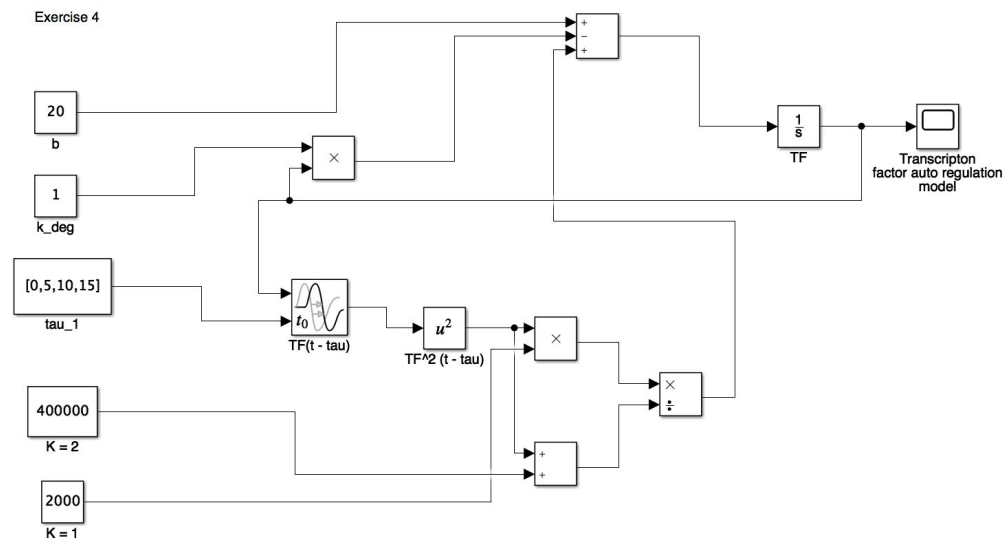 Exercise 4
+
−
+
20
b
×
1
k_deg
1
s
TF
Transcripton
factor auto regulation
model
[0,5,10,15]
tau_1
t0
TF(t - tau)
u²
TF^2 (t - tau)
×
×
÷
400000
K = 2
+
+
2000
K = 1